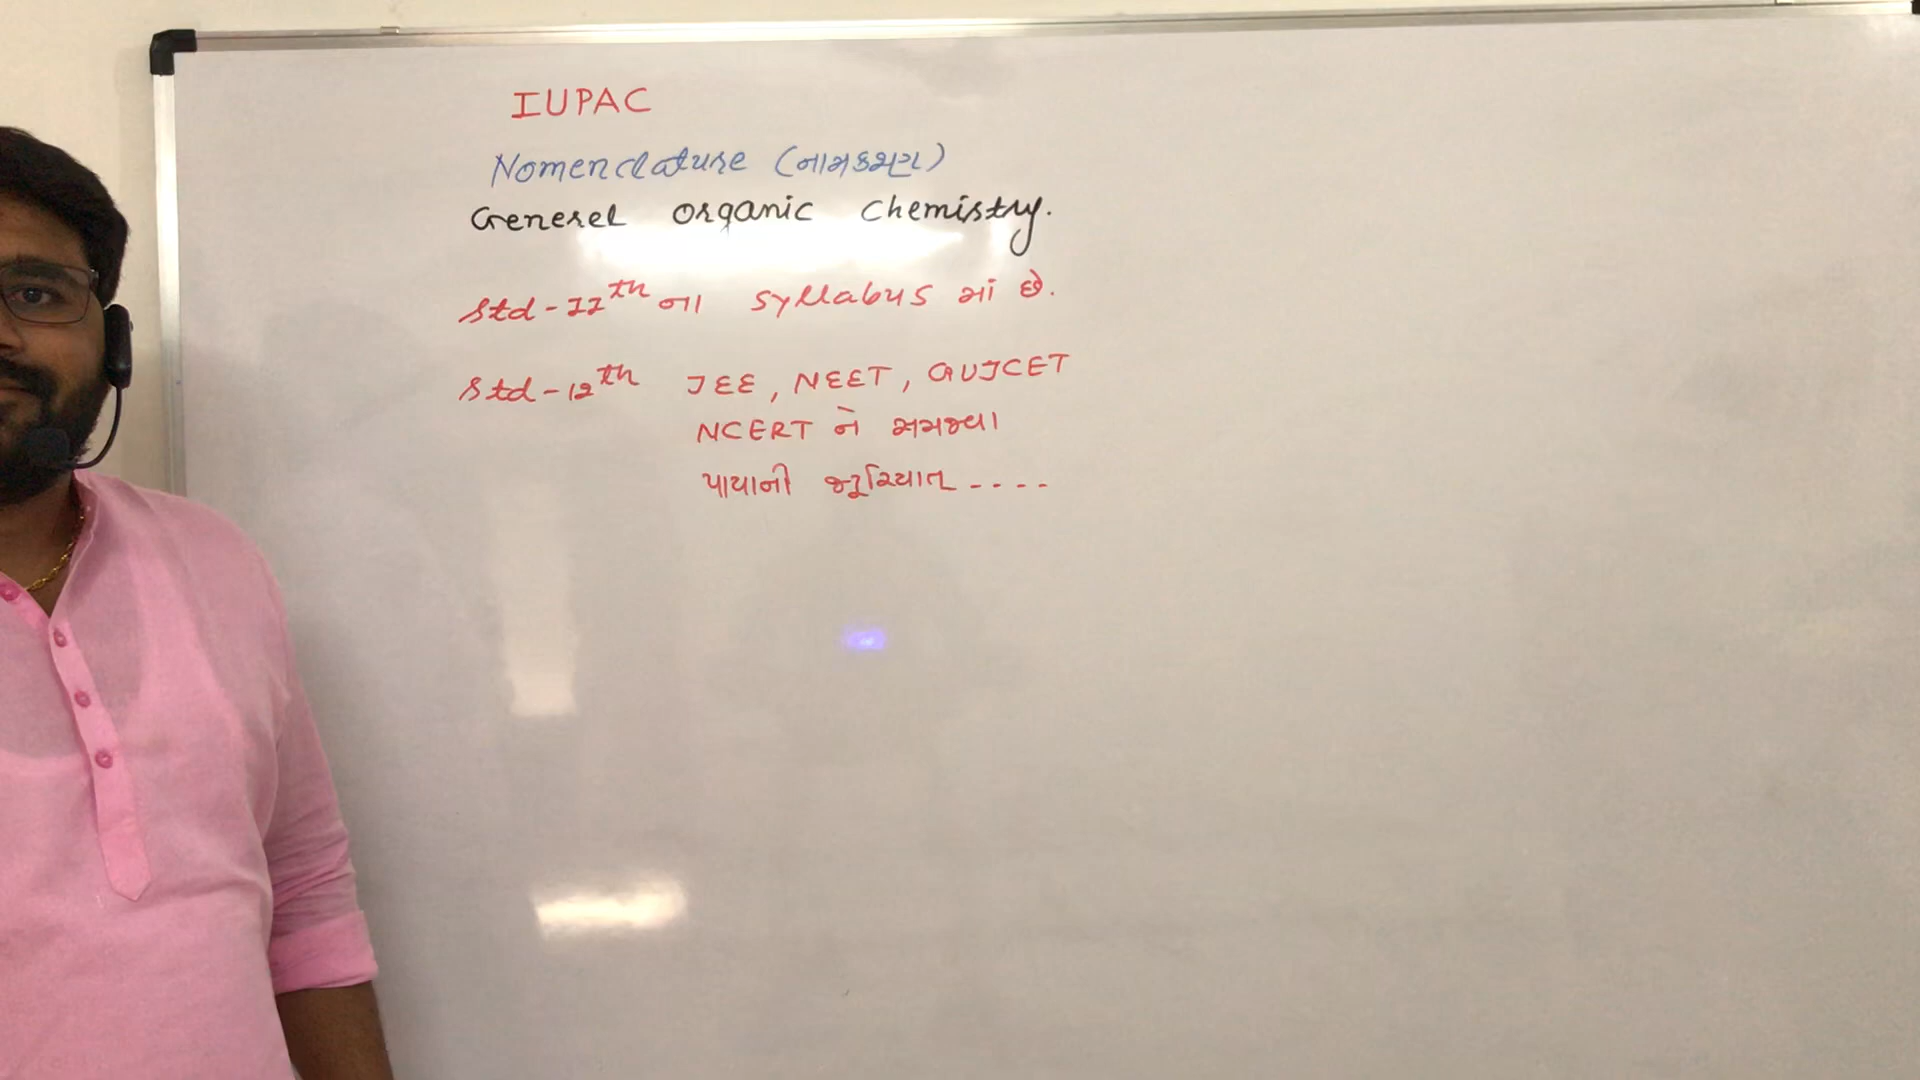 IUPAC
Nomenclature (નામકરણ)
Generel organic chemistry.
Std-11th ના syllabus માં છે.
Std-12th JEE, NEET, GUJCET
NCERT ને સમજવા
પાયાની જરૂરિયાત ....